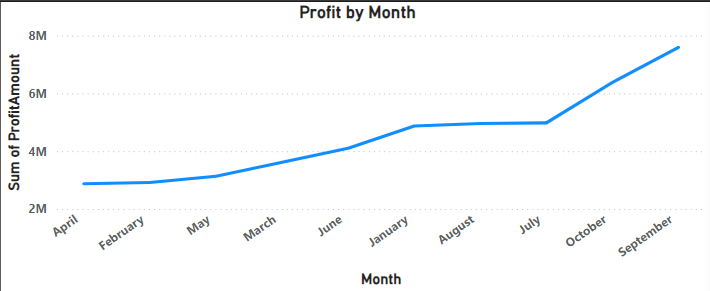 Profit by Month
Sum of ProfitAmount
8M
6M
4M
2M
April
February
May
March
June
January
August
July
October
September
Month